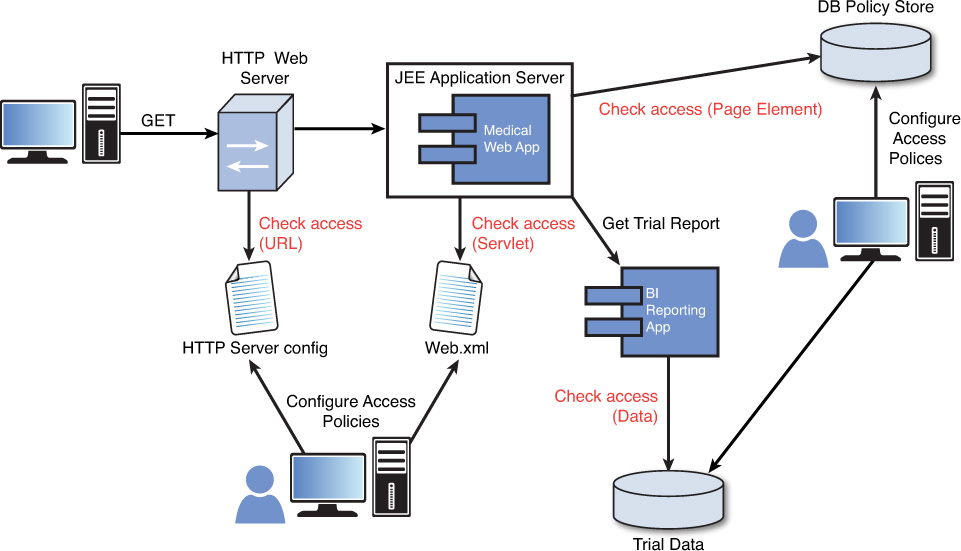 DB Policy Store
HTTP Web
Server
JEE Application Server
Check access (Page Element)
GET
Medical
Web App
Configure
Access
Polices
Check access
(URL)
Check access
(Servlet)
Get Trial Report
BI
Reporting
App
HTTP Server config
Web.xml
Configure Access
Policies
Check access
(Data)
Trial Data